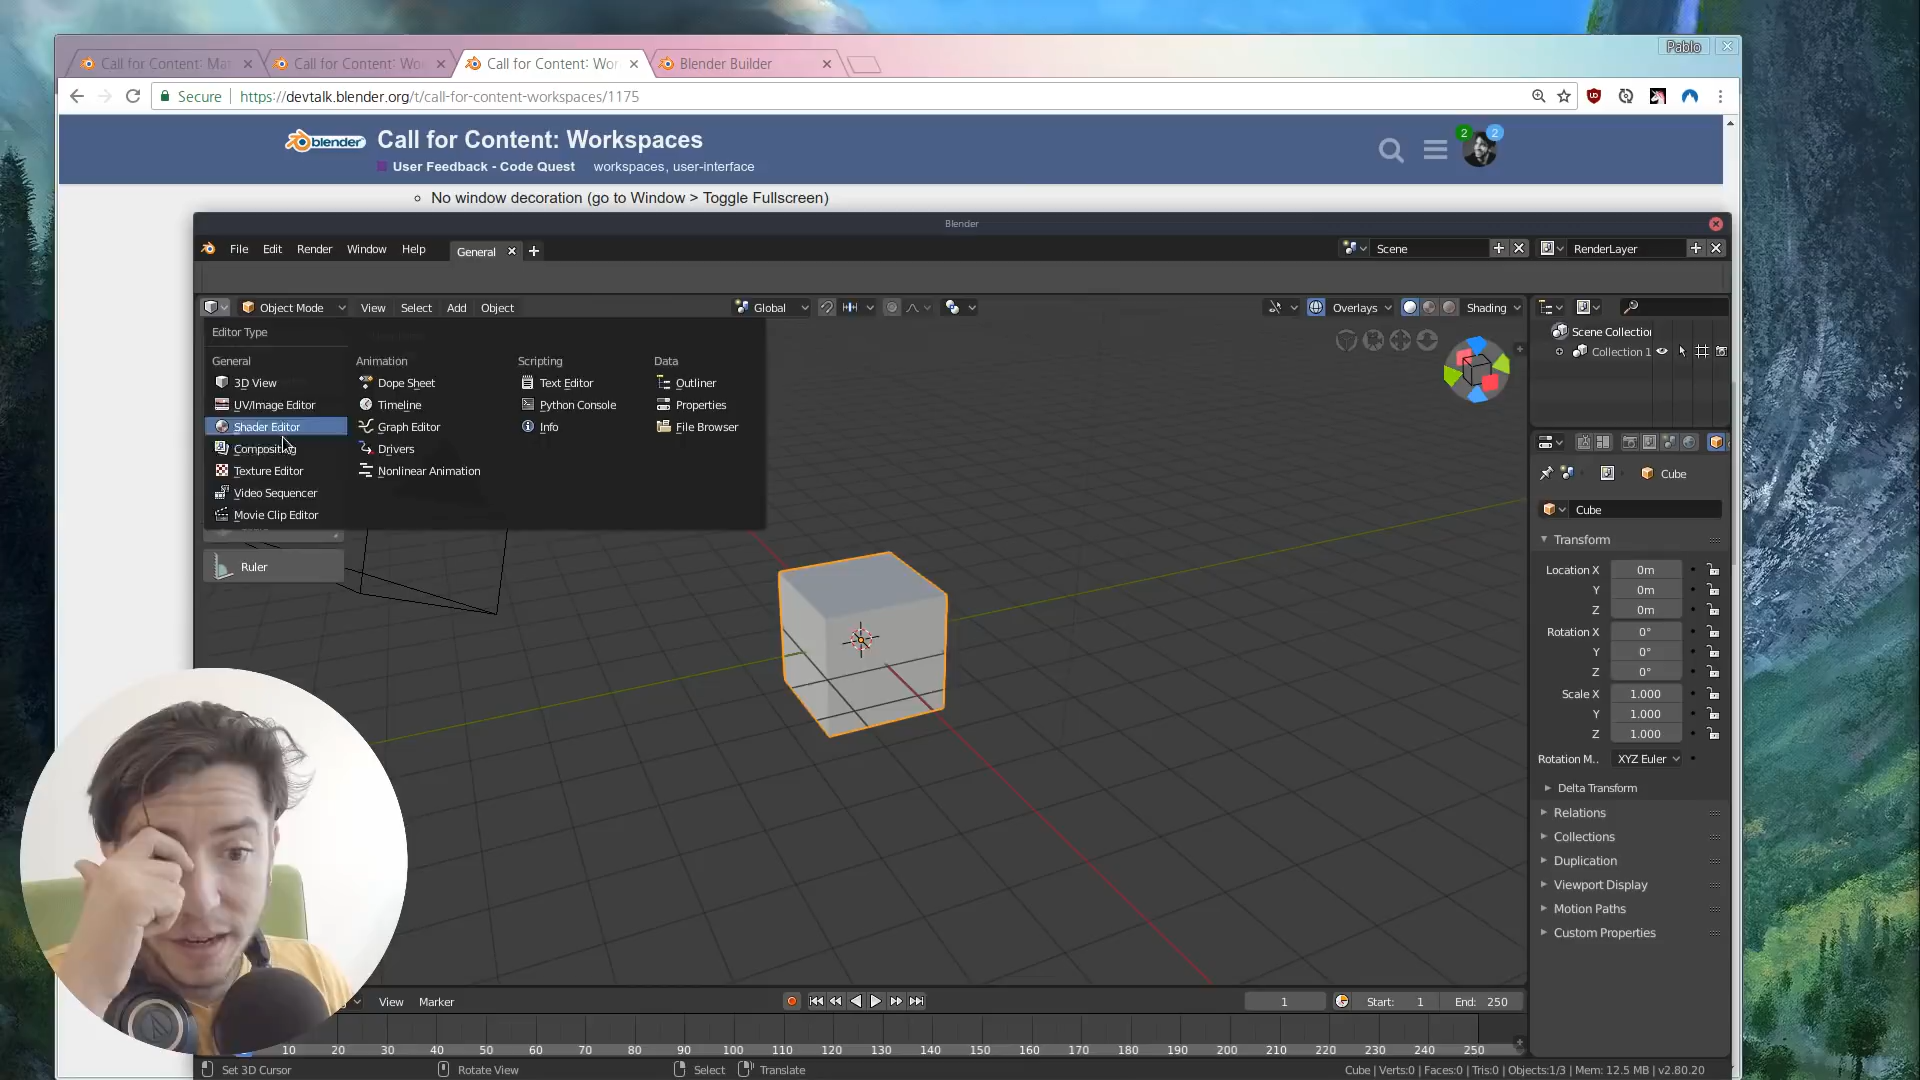 Pablo
Call for Content: Mat
Call for Content: Wo
Call for Content: Wor
Blender Builder
Secure
https://devtalk.blender.org/t/call-for-content-workspaces/1175
blender
Call for Content: Workspaces
User Feedback - Code Quest
workspaces, user-interface
2
2
No window decoration (go to Window > Toggle Fullscreen)
Blender
File Edit Render Window Help
General
Scene
RenderLayer
Object Mode
View Select Add Object
Global
Overlays
Shading
Editor Type
General
3D View
UV/Image Editor
Shader Editor
Compositing
Texture Editor
Video Sequencer
Movie Clip Editor
Animation
Dope Sheet
Timeline
Graph Editor
Drivers
Nonlinear Animation
Scripting
Text Editor
Python Console
Info
Data
Outliner
Properties
File Browser
Ruler
Scene Collection
Collection 1
Cube
Cube
Transform
Location X 0m
Y 0m
Z 0m
Rotation X 0°
Y 0°
Z 0°
Scale X 1.000
Y 1.000
Z 1.000
Rotation M.. XYZ Euler
Delta Transform
Relations
Collections
Duplication
Viewport Display
Motion Paths
Custom Properties
View Marker
1
Start: 1
End: 250
10 20 30 40 50 60 70 80 90 100 110 120 130 140 150 160 170 180 190 200 210 220 230 240 250
Set 3D Cursor
Rotate View
Select
Translate
Cube | Verts:0 | Faces:0 | Tris:0 | Objects:1/3 | Mem: 12.5 MB | v2.80.20